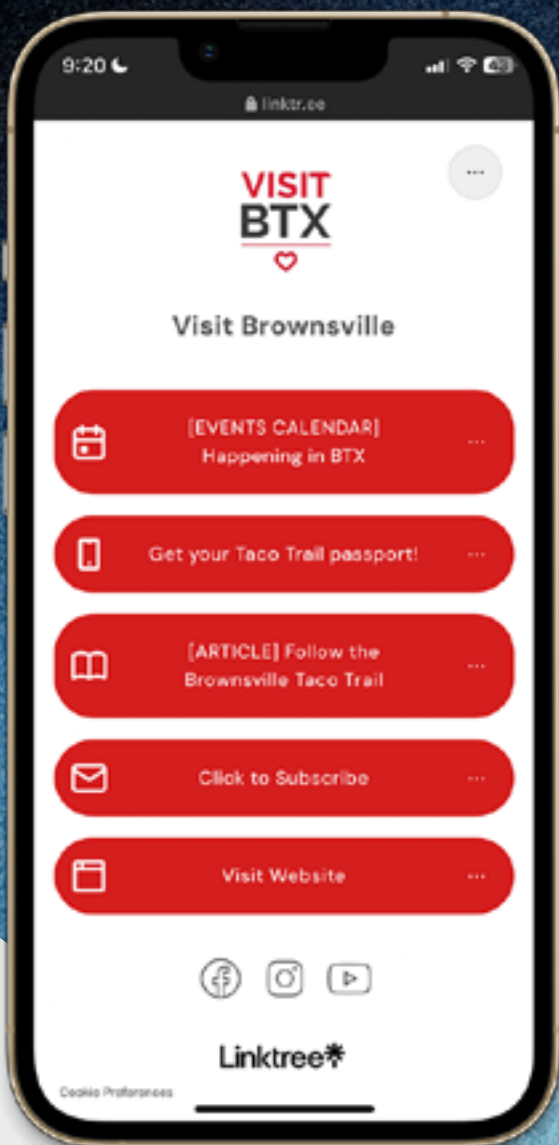 9:20
linktr.ee
VISIT
BTX
Visit Brownsville
[EVENTS CALENDAR]
Happening in BTX
Get your Taco Trail passport!
[ARTICLE] Follow the
Brownsville Taco Trail
Click to Subscribe
Visit Website
Linktree
Cookie Preferences